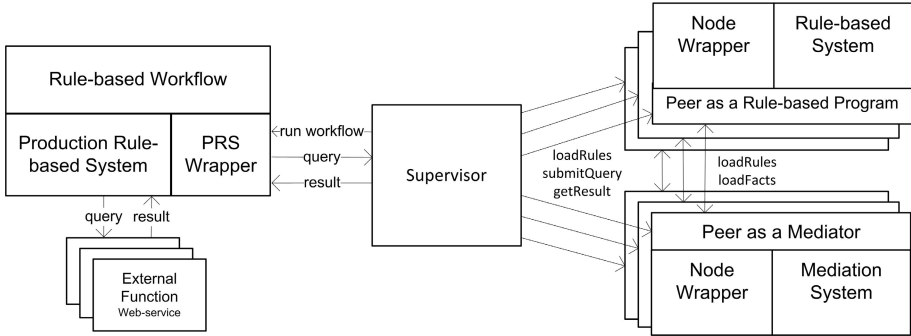 Rule-based Workflow
Production Rule-
based System
PRS
Wrapper
query
result
External
Function
Web-service
run workflow
query
result
Supervisor
loadRules
submitQuery
getResult
Node
Wrapper
Rule-based
System
Peer as a Rule-based Program
loadRules
loadFacts
Peer as a Mediator
Node
Wrapper
Mediation
System